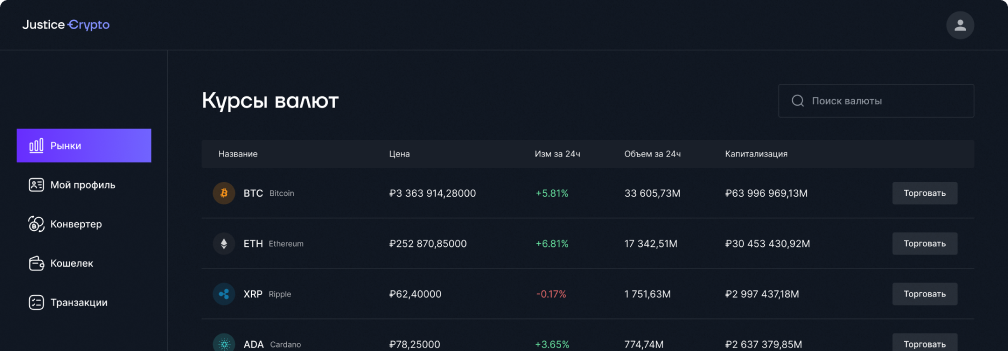 Justice Crypto
Курсы валют
Поиск валюты
Рынки
Мой профиль
Конвертер
Кошелек
Транзакции
Название Цена Изм за 24ч Объем за 24ч Капитализация
BTC Bitcoin ₽3 363 914,28000 +5.81% 33 605,73M ₽63 996 969,13M Торговать
ETH Ethereum ₽252 870,85000 +6.81% 17 342,51M ₽30 453 430,92M Торговать
XRP Ripple ₽62,40000 -0.17% 1 751,63M ₽2 997 437,18M Торговать
ADA Cardano ₽78,25000 +3.65% 774,74M ₽2 637 379,85M Торговать